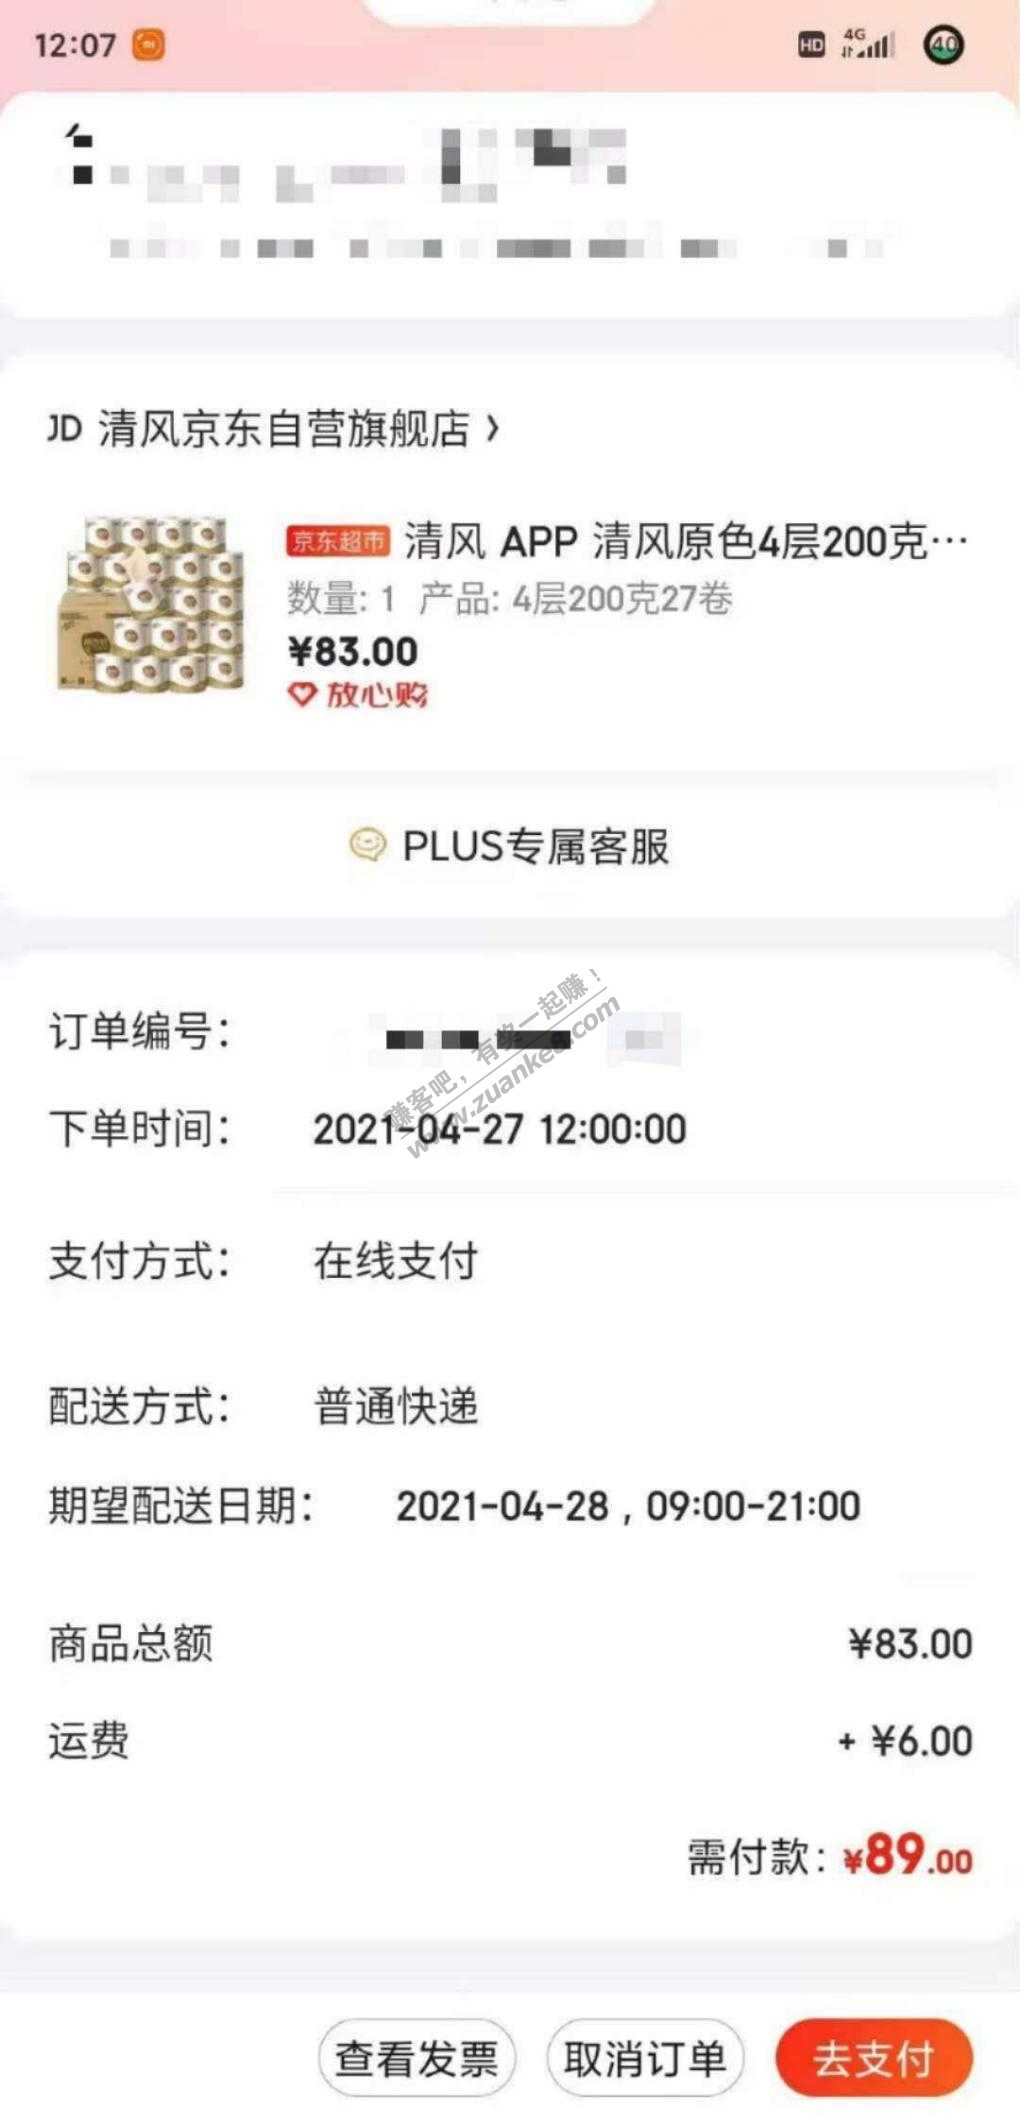 12:07
HD 4G 40
JD 清风京东自营旗舰店 >
京东超市 清风 APP 清风原色4层200克…
数量: 1 产品: 4层200克27卷
¥83.00
放心购
PLUS专属客服
订单编号:
赚客吧，有奖一起赚！
www.zuanke8.com
下单时间: 2021-04-27 12:00:00
支付方式: 在线支付
配送方式: 普通快递
期望配送日期: 2021-04-28 , 09:00-21:00
商品总额 ¥83.00
运费 + ¥6.00
需付款: ¥89.00
查看发票 取消订单 去支付